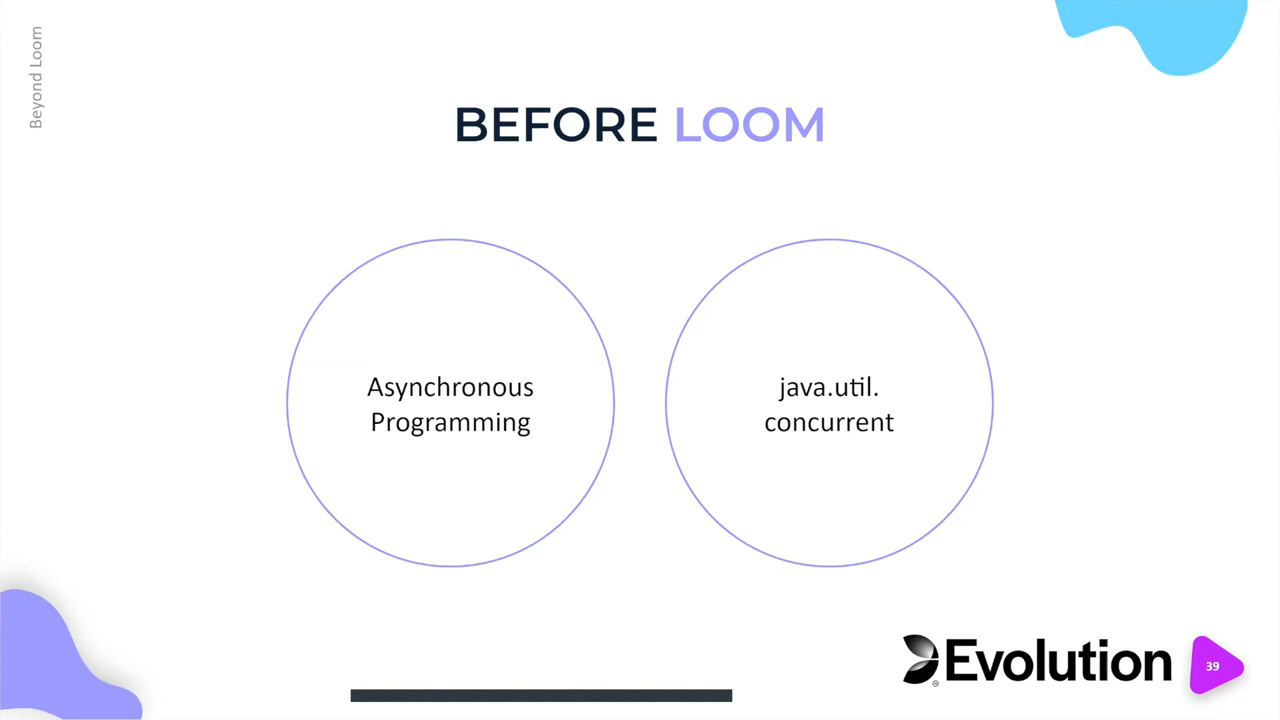 Beyond Loom
BEFORE LOOM
Asynchronous
Programming
java.util.
concurrent
Evolution
39